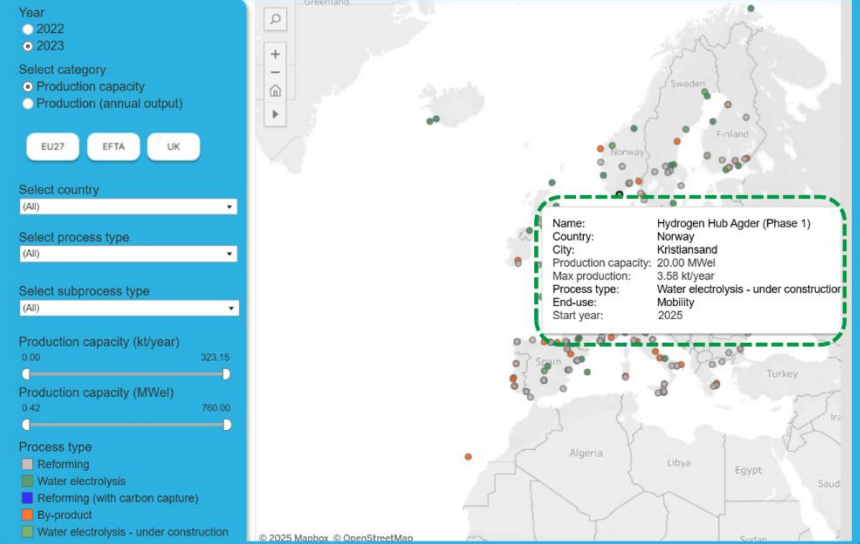 Year
2022
2023
Select category
Production capacity
Production (annual output)
EU27
EFTA
UK
Select country
(All)
Select process type
(All)
Select subprocess type
(All)
Production capacity (kt/year)
0.00 323.15
Production capacity (MWel)
0.42 760.00
Process type
Reforming
Water electrolysis
Reforming (with carbon capture)
By-product
Water electrolysis - under construction
Greenland
Sweden
Finland
Norway
Name: Hydrogen Hub Agder (Phase 1)
Country: Norway
City: Kristiansand
Production capacity: 20.00 MWel
Max production: 3.58 kt/year
Process type: Water electrolysis - under construction
End-use: Mobility
Start year: 2025
Spain
Turkey
Algeria
Libya
Egypt
Saud
Sudan
© 2025 Mapbox © OpenStreetMap